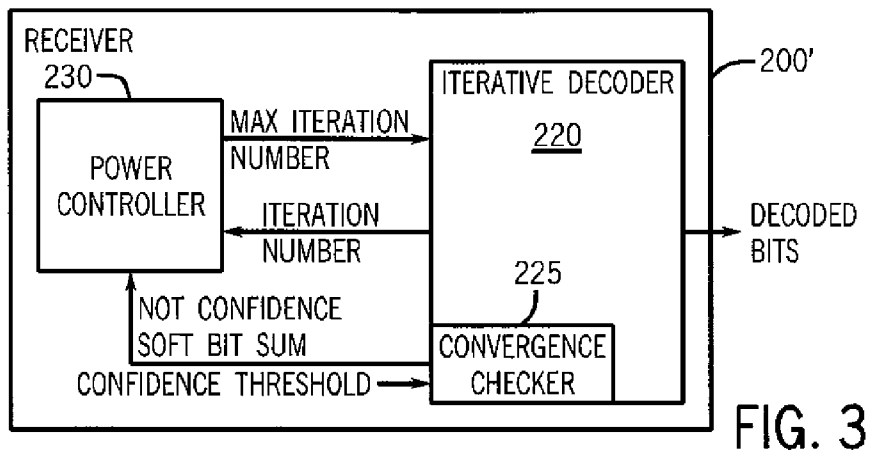 RECEIVER
230
POWER
CONTROLLER
MAX ITERATION
NUMBER
ITERATION
NUMBER
NOT CONFIDENCE
SOFT BIT SUM
CONFIDENCE THRESHOLD
ITERATIVE DECODER
220
225
CONVERGENCE
CHECKER
200'
DECODED
BITS
FIG. 3